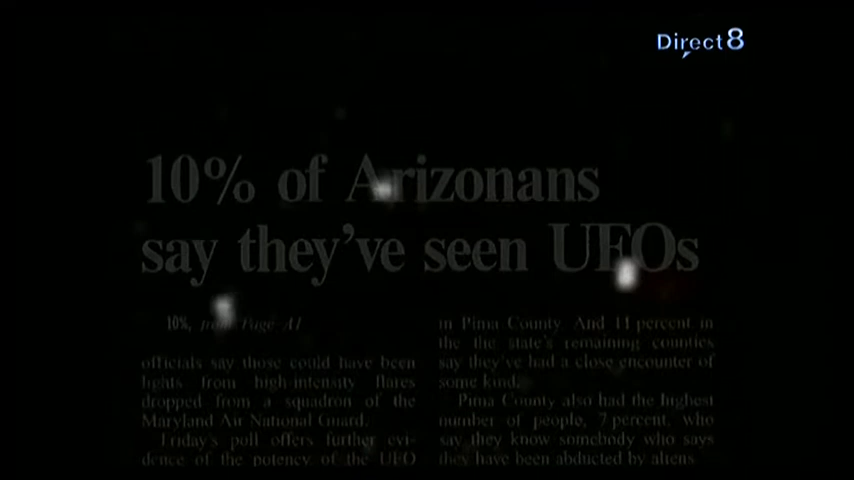 Direct8
10% of Arizonans
say they've seen UFOs
10%, from Page A1
officials say those could have been
lights from high-intensity flares
dropped from a squadron of the
Maryland Air National Guard.
Friday's poll offers further evi-
dence of the potency of the UFO
in Pima County. And 11 percent in
the the state's remaining counties
say they've had a close encounter of
some kind.
Pima County also had the highest
number of people, 7 percent, who
say they know somebody who says
they have been abducted by aliens.